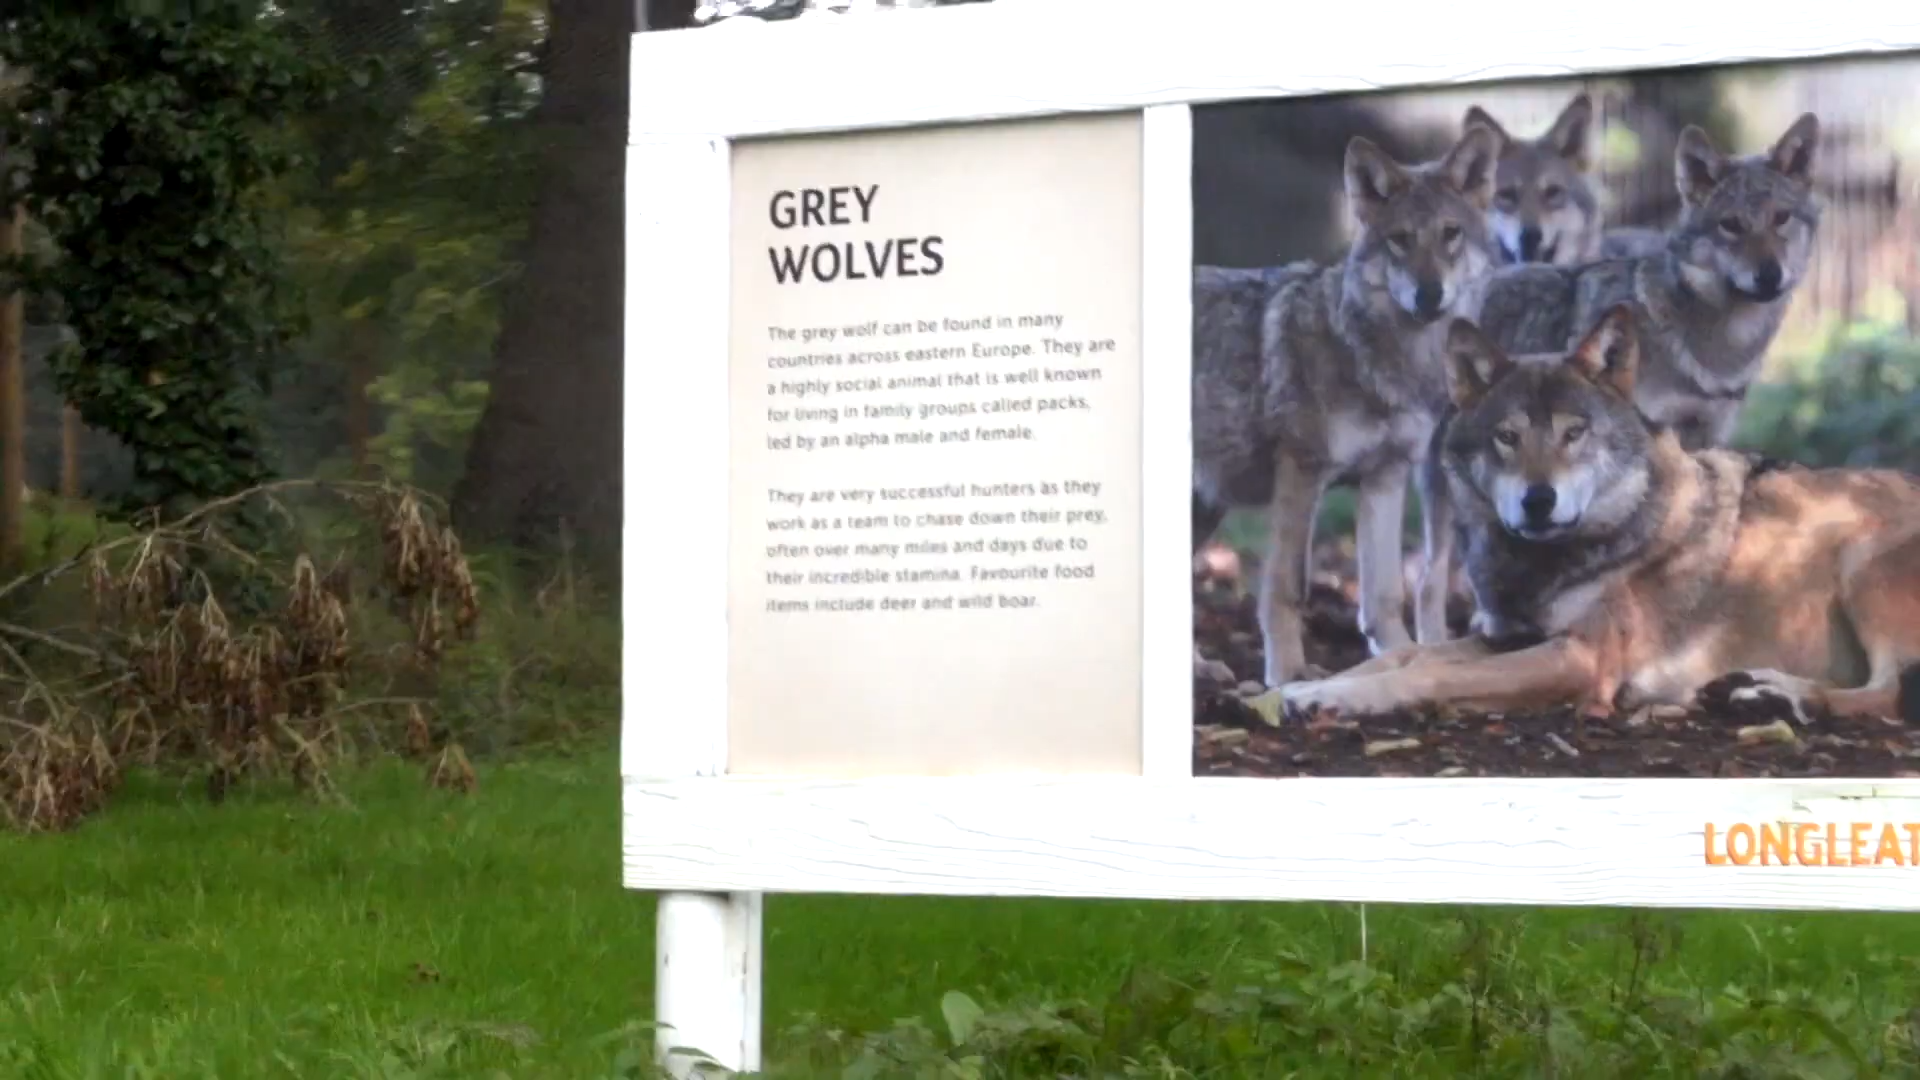 GREY
WOLVES
The grey wolf can be found in many
countries across eastern Europe. They are
a highly social animal that is well known
for living in family groups called packs,
led by an alpha male and female.
They are very successful hunters as they
work as a team to chase down their prey,
often over many miles and days due to
their incredible stamina. Favourite food
items include deer and wild boar.
LONGLEAT